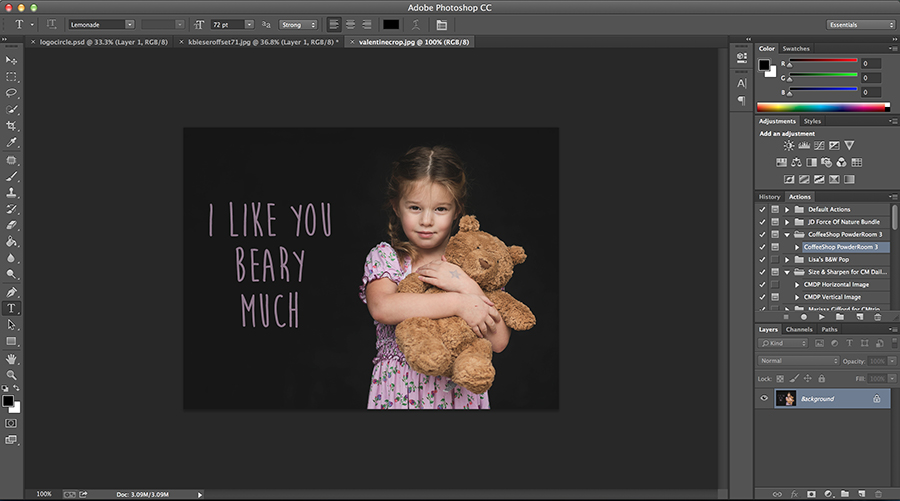 Adobe Photoshop CC
T Lemonade 72 pt Strong Essentials
× logocircle.psd @ 33.3% (Layer 1, RGB/8) × kbieseroffset71.jpg @ 36.8% (Layer 1, RGB/8) * × valentinecrop.jpg @ 100% (RGB/8)
I LIKE YOU
BEARY
MUCH
Color Swatches
R 0
G 0
B 0
Adjustments Styles
Add an adjustment
History Actions
Default Actions
JD Force Of Nature Bundle
CoffeeShop PowderRoom 3
CoffeeShop PowderRoom 3
Lisa's B&W Pop
Size & Sharpen for CM Dail...
CMDP Horizontal Image
CMDP Vertical Image
Layers Channels Paths
Kind
Normal Opacity: 100%
Lock: Fill: 100%
Background
100% Doc: 3.09M/3.09M